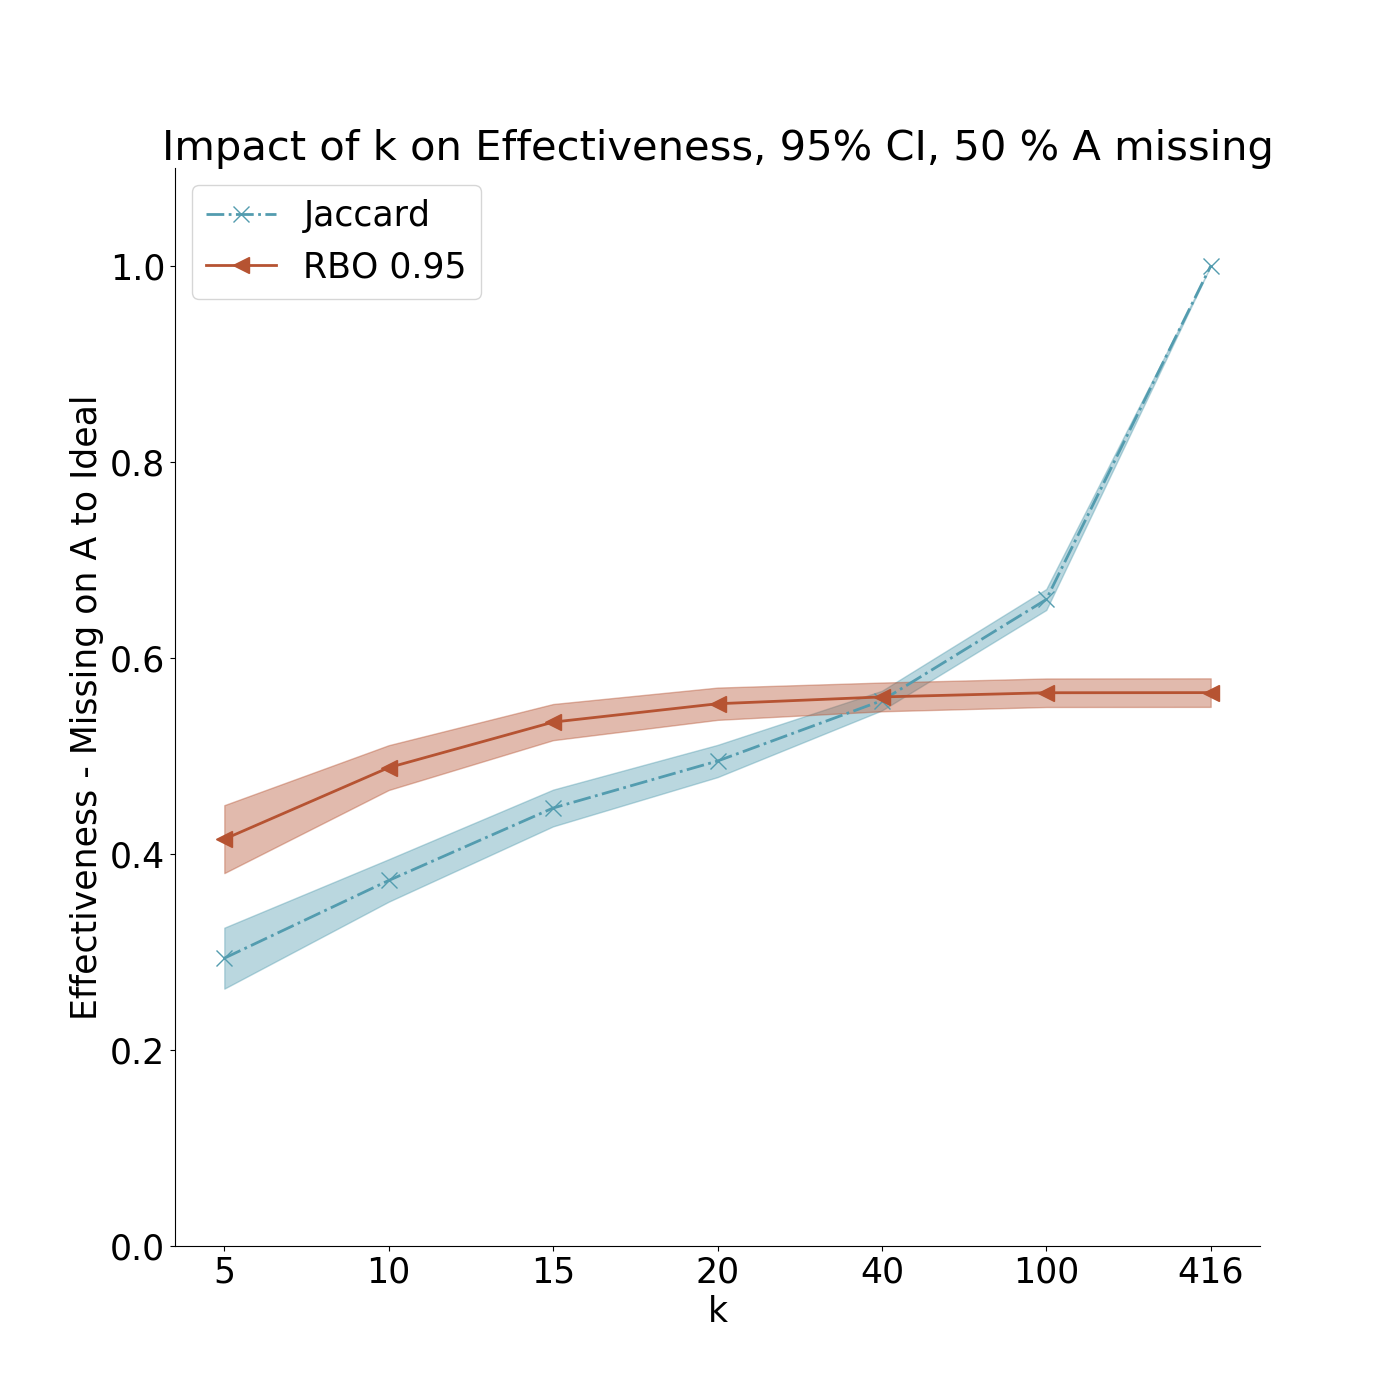 Impact of k on Effectiveness, 95% CI, 50 % A missing
Jaccard
RBO 0.95
Effectiveness - Missing on A to Ideal
1.0
0.8
0.6
0.4
0.2
0.0
5 10 15 20 40 100 416
k